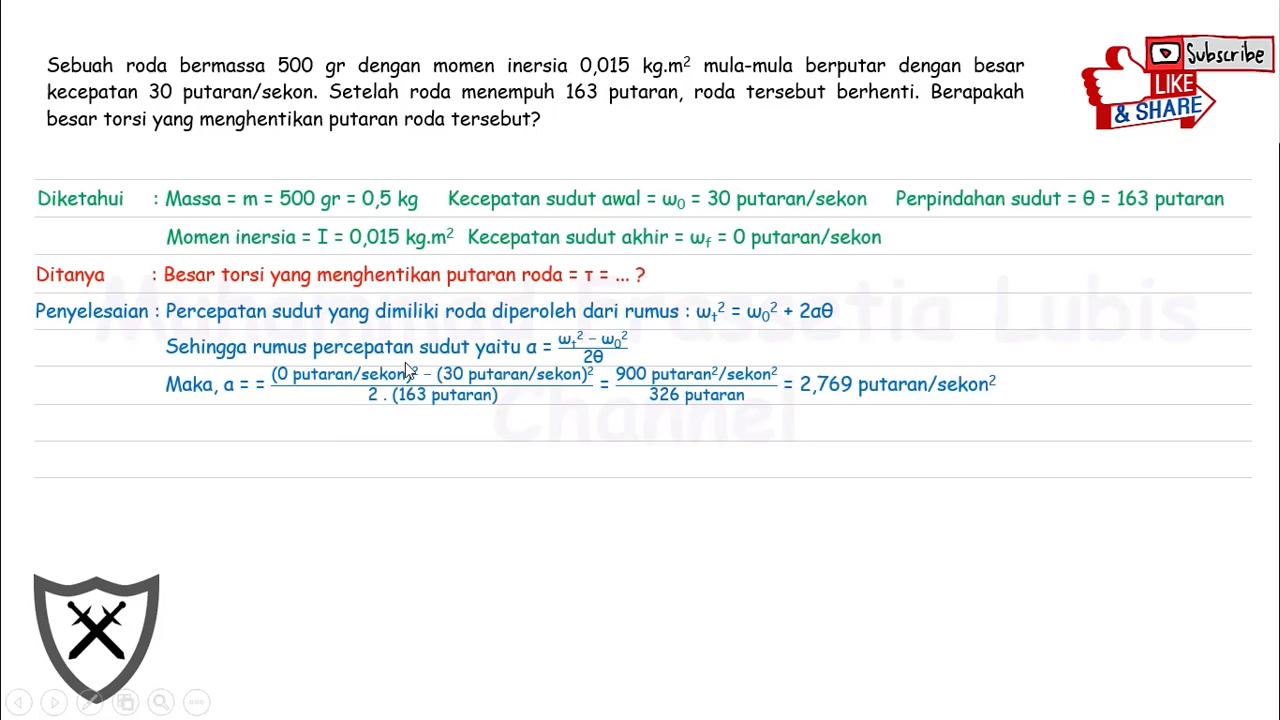 Sebuah roda bermassa 500 gr dengan momen inersia 0,015 kg.m² mula-mula berputar dengan besar
kecepatan 30 putaran/sekon. Setelah roda menempuh 163 putaran, roda tersebut berhenti. Berapakah
besar torsi yang menghentikan putaran roda tersebut?
Subscribe
LIKE
& SHARE
Diketahui : Massa = m = 500 gr = 0,5 kg Kecepatan sudut awal = ω₀ = 30 putaran/sekon Perpindahan sudut = θ = 163 putaran
Momen inersia = I = 0,015 kg.m² Kecepatan sudut akhir = ωf = 0 putaran/sekon
Ditanya : Besar torsi yang menghentikan putaran roda = τ = ... ?
Penyelesaian : Percepatan sudut yang dimiliki roda diperoleh dari rumus : ωt² = ω₀² + 2αθ
Sehingga rumus percepatan sudut yaitu α = (ωt² – ω₀²)/2θ
Maka, α = = ((0 putaran/sekon)² – (30 putaran/sekon)²)/(2 . (163 putaran)) = (900 putaran²/sekon²)/(326 putaran) = 2,769 putaran/sekon²
Muhammad Frassetia Lubis
Channel